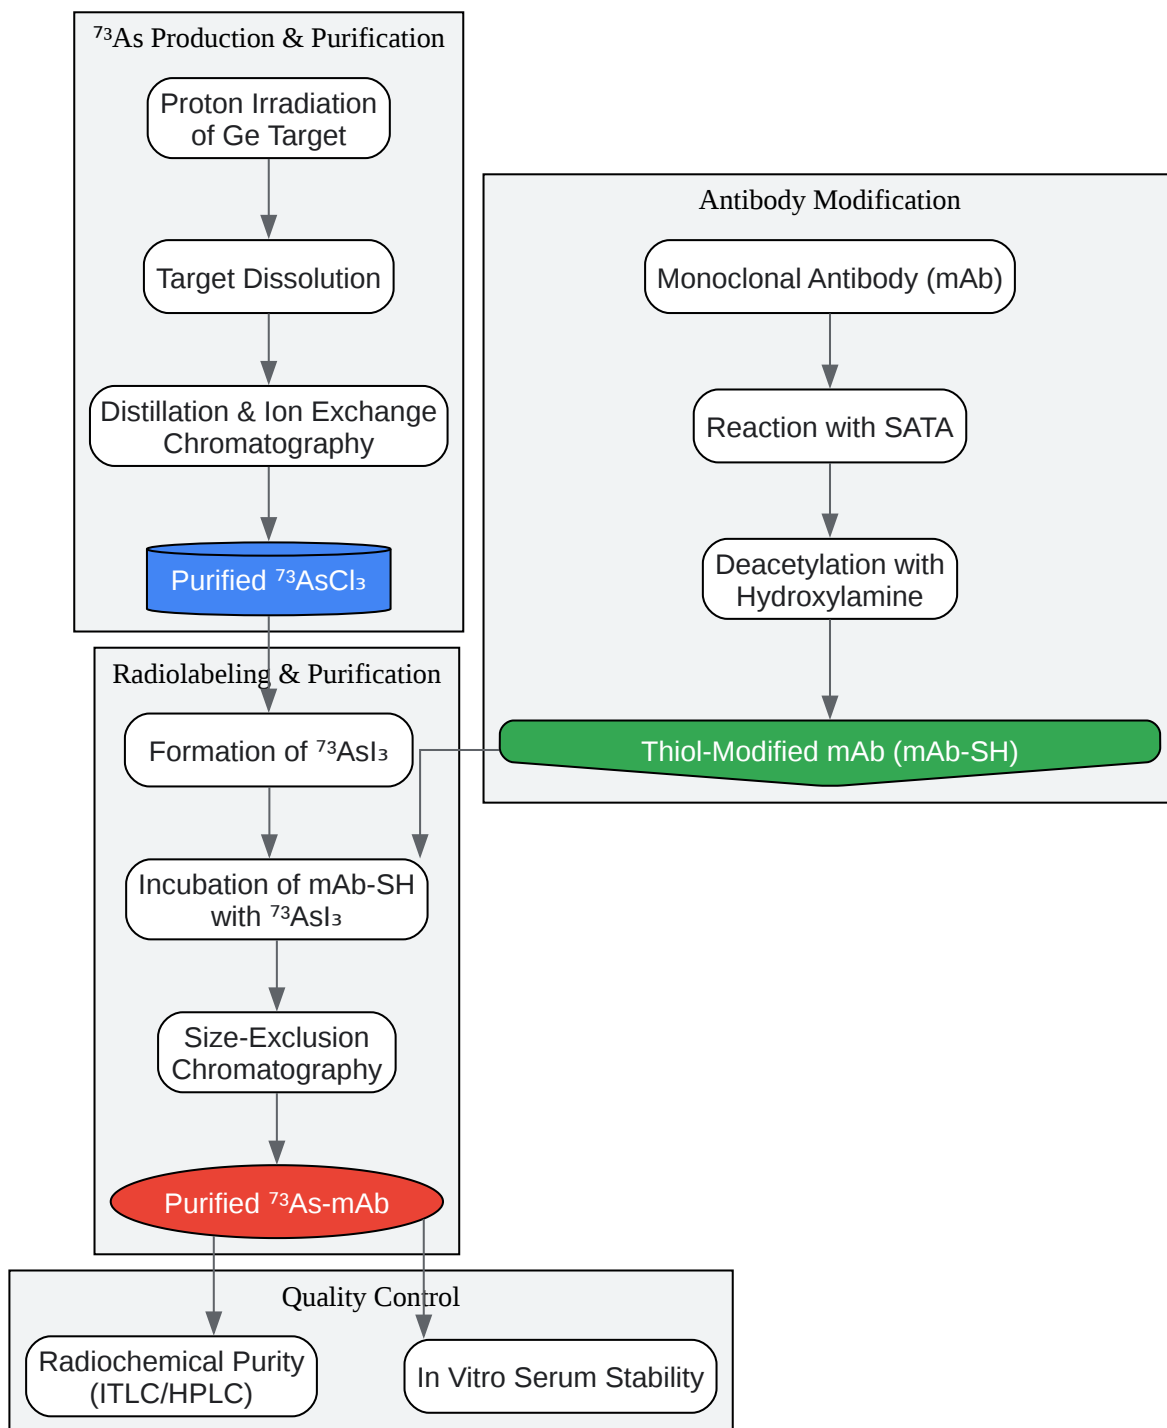 ⁷³As Production & Purification
Proton Irradiation
of Ge Target
Target Dissolution
Distillation & Ion Exchange
Chromatography
Purified ⁷³AsCl₃
Antibody Modification
Monoclonal Antibody (mAb)
Reaction with SATA
Deacetylation with
Hydroxylamine
Thiol-Modified mAb (mAb-SH)
Radiolabeling & Purification
Formation of ⁷³AsI₃
Incubation of mAb-SH
with ⁷³AsI₃
Size-Exclusion
Chromatography
Purified ⁷³As-mAb
Quality Control
Radiochemical Purity
(ITLC/HPLC)
In Vitro Serum Stability